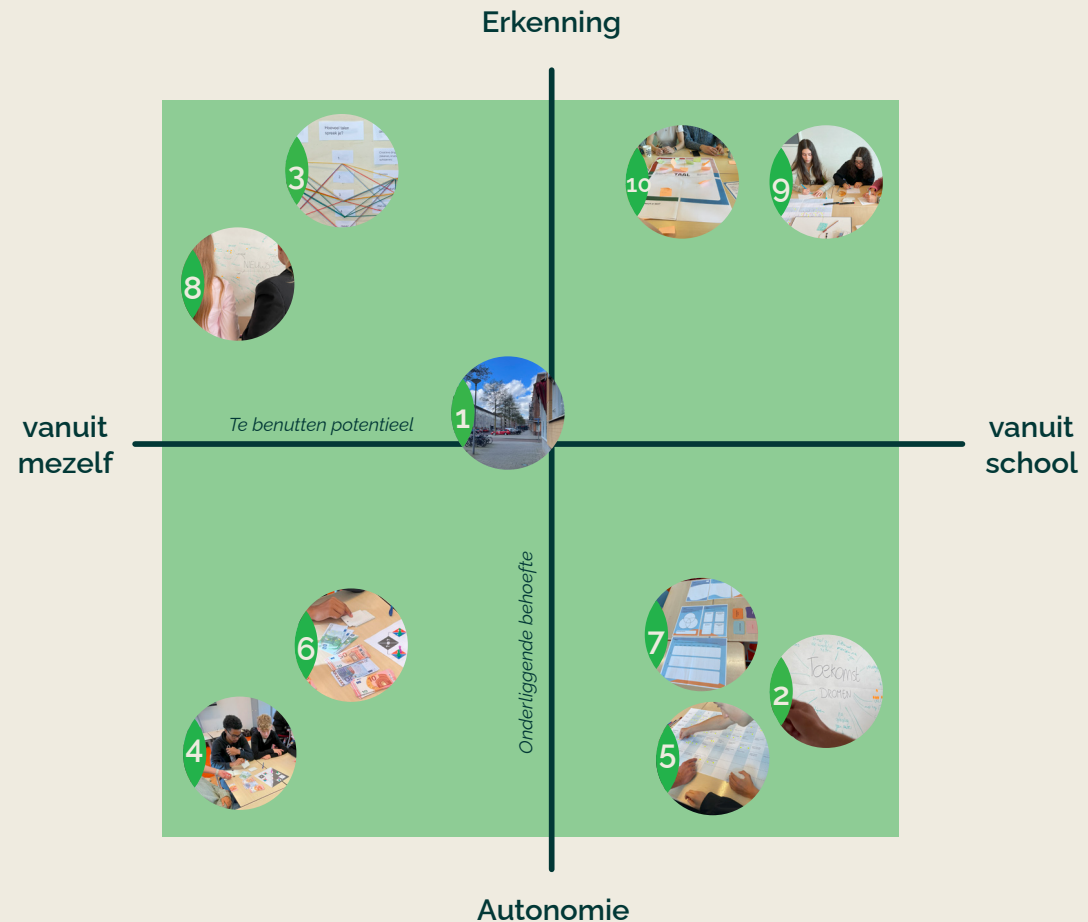 Erkenning
3
10
TAAL
9
8
1
Te benutten potentieel
vanuit
mezelf
vanuit
school
Onderliggende behoefte
6
7
Toekomst
DROMEN
2
4
5
Autonomie